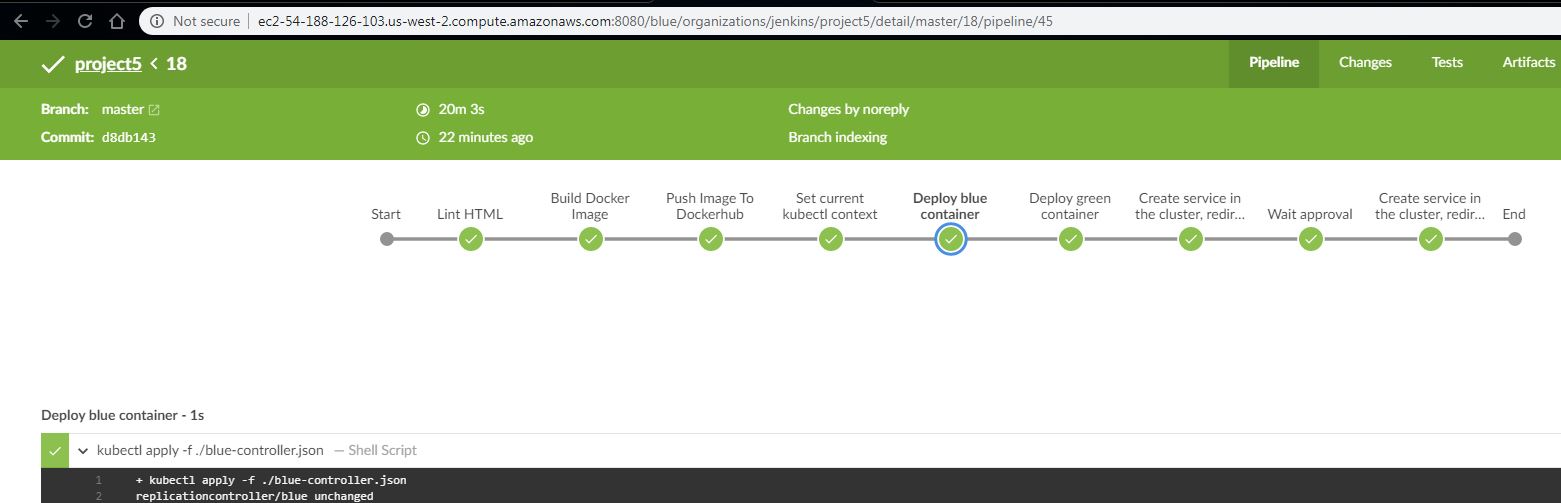 Not secure | ec2-54-188-126-103.us-west-2.compute.amazonaws.com:8080/blue/organizations/jenkins/project5/detail/master/18/pipeline/45
project5 < 18
Pipeline Changes Tests Artifacts
Branch: master 20m 3s Changes by noreply
Commit: d8db143 22 minutes ago Branch indexing
Start
Lint HTML
Build Docker
Image
Push Image To
Dockerhub
Set current
kubectl context
Deploy blue
container
Deploy green
container
Create service in
the cluster, redir...
Wait approval
Create service in
the cluster, redir...
End
Deploy blue container - 1s
kubectl apply -f ./blue-controller.json — Shell Script
1 + kubectl apply -f ./blue-controller.json
2 replicationcontroller/blue unchanged